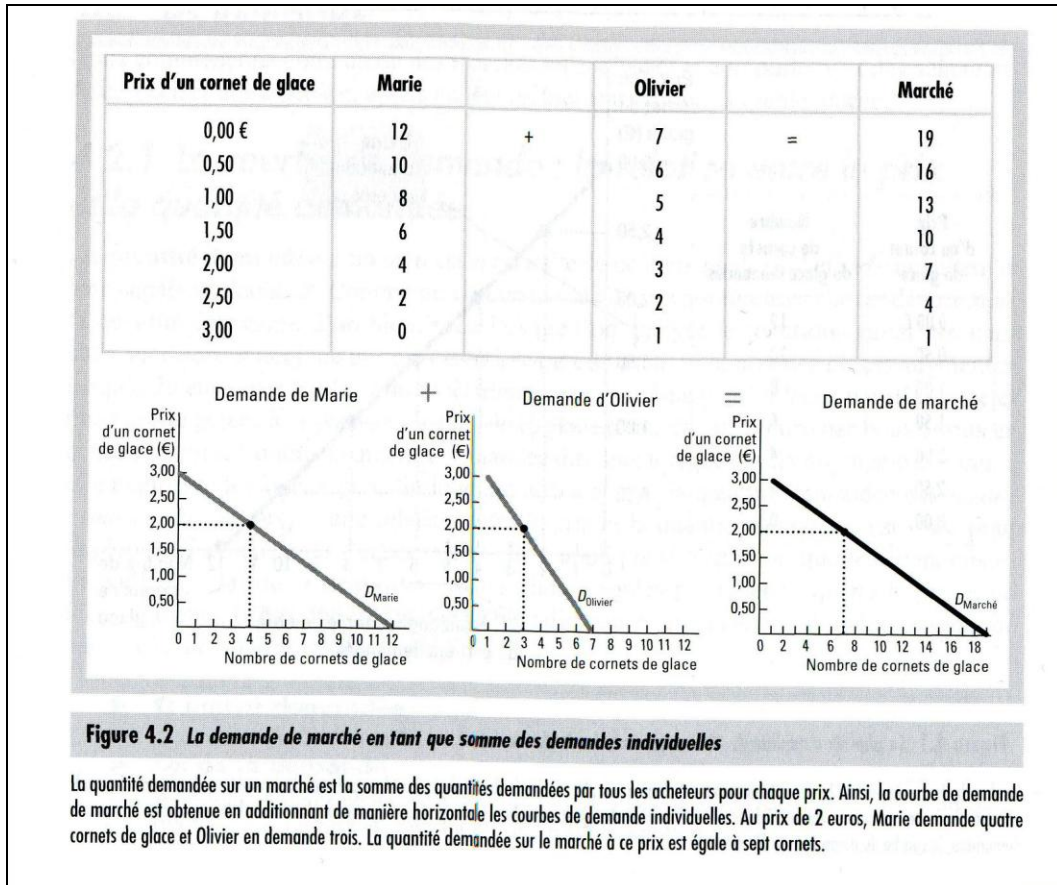 Prix d'un cornet de glace Marie Olivier Marché
0,00 € 12 + 7 = 19
0,50 10 6 16
1,00 8 5 13
1,50 6 4 10
2,00 4 3 7
2,50 2 2 4
3,00 0 1 1
Demande de Marie + Demande d'Olivier = Demande de marché
Prix
d'un cornet
de glace (€)
3,00
2,50
2,00
1,50
1,00
0,50
D Marie
0 1 2 3 4 5 6 7 8 9 10 11 12
Nombre de cornets de glace
Prix
d'un cornet
de glace (€)
3,00
2,50
2,00
1,50
1,00
0,50
D Olivier
0 1 2 3 4 5 6 7 8 9 10 11 12
Nombre de cornets de glace
Prix
d'un cornet
de glace (€)
3,00
2,50
2,00
1,50
1,00
0,50
D Marché
0 2 4 6 8 10 12 14 16 18
Nombre de cornets de glace
Figure 4.2 La demande de marché en tant que somme des demandes individuelles
La quantité demandée sur un marché est la somme des quantités demandées par tous les acheteurs pour chaque prix. Ainsi, la courbe de demande
de marché est obtenue en additionnant de manière horizontale les courbes de demande individuelles. Au prix de 2 euros, Marie demande quatre
cornets de glace et Olivier en demande trois. La quantité demandée sur le marché à ce prix est égale à sept cornets.